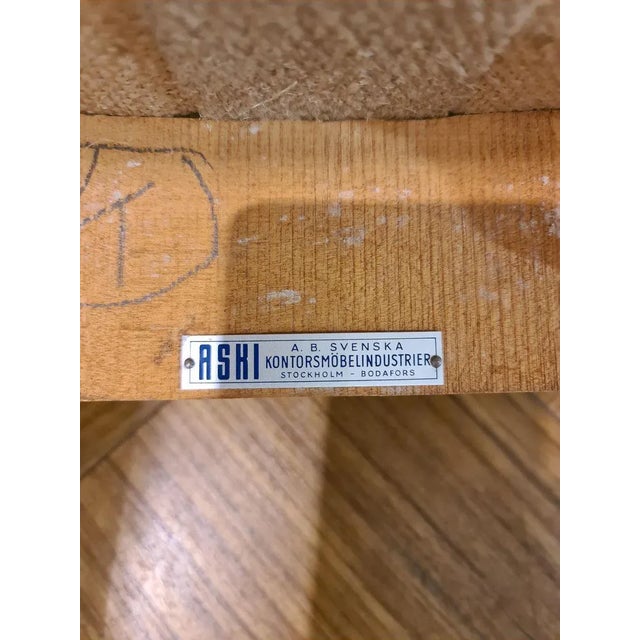 ASKI
A. B. SVENSKA
KONTORSMÖBELINDUSTRIER
STOCKHOLM - BODAFORS